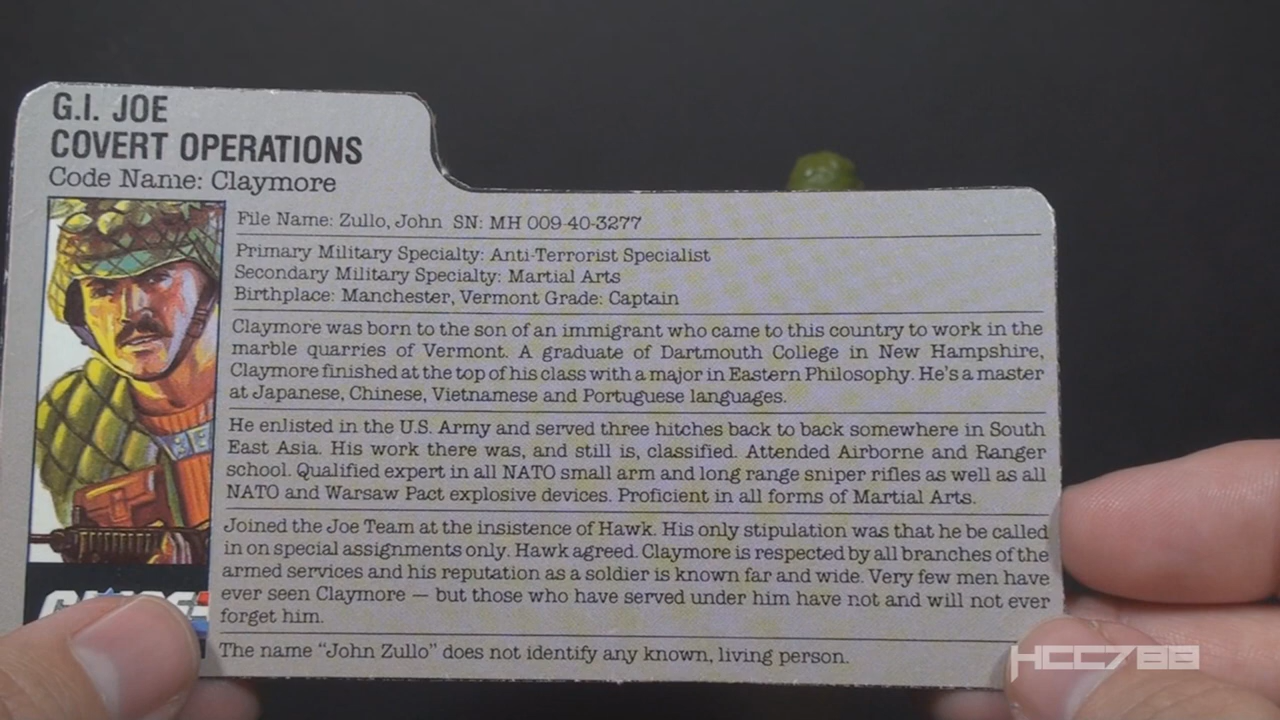 G.I. JOE
COVERT OPERATIONS
Code Name: Claymore
File Name: Zullo, John SN: MH 009-40-3277
Primary Military Specialty: Anti-Terrorist Specialist
Secondary Military Specialty: Martial Arts
Birthplace: Manchester, Vermont Grade: Captain
Claymore was born to the son of an immigrant who came to this country to work in the
marble quarries of Vermont. A graduate of Dartmouth College in New Hampshire,
Claymore finished at the top of his class with a major in Eastern Philosophy. He's a master
at Japanese, Chinese, Vietnamese and Portuguese languages.
He enlisted in the U.S. Army and served three hitches back to back somewhere in South
East Asia. His work there was, and still is, classified. Attended Airborne and Ranger
school. Qualified expert in all NATO small arm and long range sniper rifles as well as all
NATO and Warsaw Pact explosive devices. Proficient in all forms of Martial Arts.
Joined the Joe Team at the insistence of Hawk. His only stipulation was that he be called
in on special assignments only. Hawk agreed. Claymore is respected by all branches of the
armed services and his reputation as a soldier is known far and wide. Very few men have
ever seen Claymore — but those who have served under him have not and will not ever
forget him.
The name "John Zullo" does not identify any known, living person.
HCC788